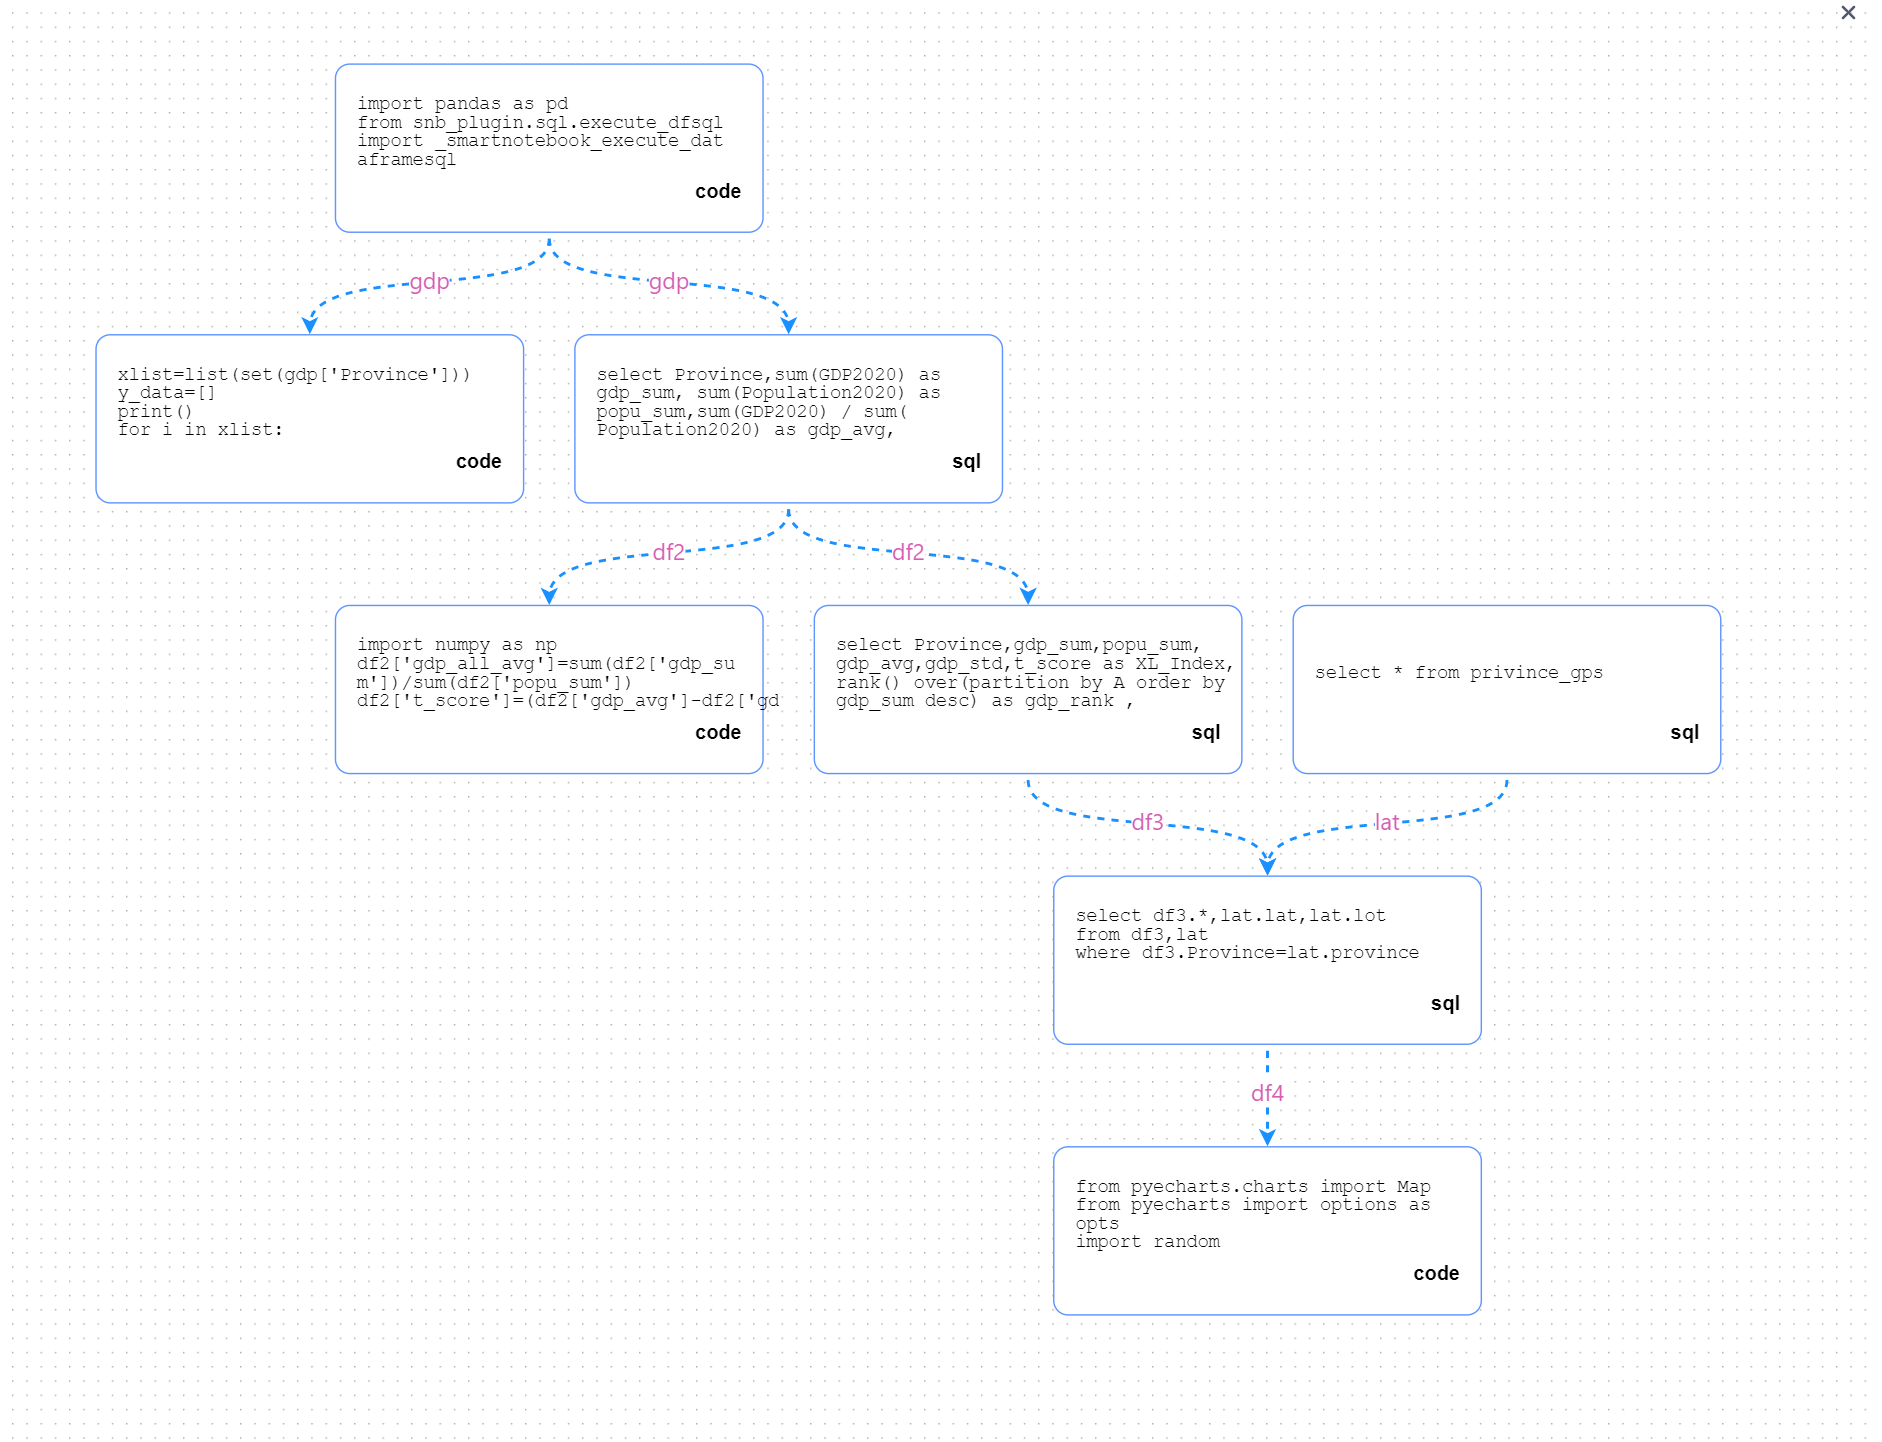 import pandas as pd
from snb_plugin.sql.execute_dfsql
import _smartnotebook_execute_dat
aframesql
code
gdp
gdp
xlist=list(set(gdp['Province']))
y_data=[]
print()
for i in xlist:
code
select Province,sum(GDP2020) as
gdp_sum, sum(Population2020) as
popu_sum,sum(GDP2020) / sum(
Population2020) as gdp_avg,
sql
df2
df2
import numpy as np
df2['gdp_all_avg']=sum(df2['gdp_su
m'])/sum(df2['popu_sum'])
df2['t_score']=(df2['gdp_avg']-df2['gd
code
select Province,gdp_sum,popu_sum,
gdp_avg,gdp_std,t_score as XL_Index,
rank() over(partition by A order by
gdp_sum desc) as gdp_rank ,
sql
select * from privince_gps
sql
df3
lat
select df3.*,lat.lat,lat.lot
from df3,lat
where df3.Province=lat.province
sql
df4
from pyecharts.charts import Map
from pyecharts import options as
opts
import random
code